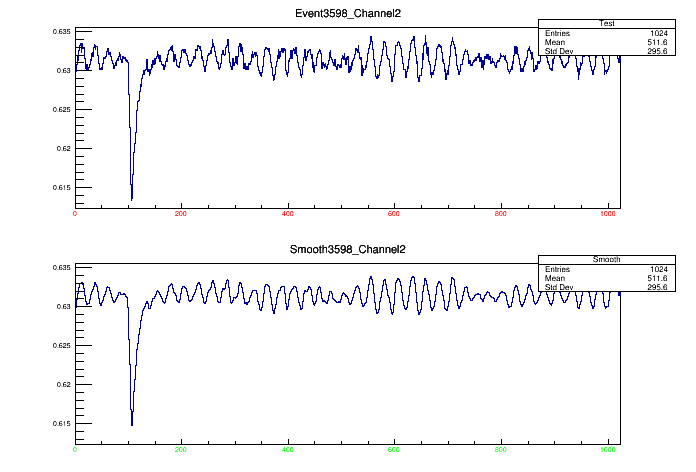 Event3598_Channel2
Test
Entries 1024
Mean 511.6
Std Dev 295.6
0.635
0.63
0.625
0.62
0.615
0 200 400 600 800 1000
Smooth3598_Channel2
Smooth
Entries 1024
Mean 511.6
Std Dev 295.6
0.635
0.63
0.625
0.62
0.615
0 200 400 600 800 1000